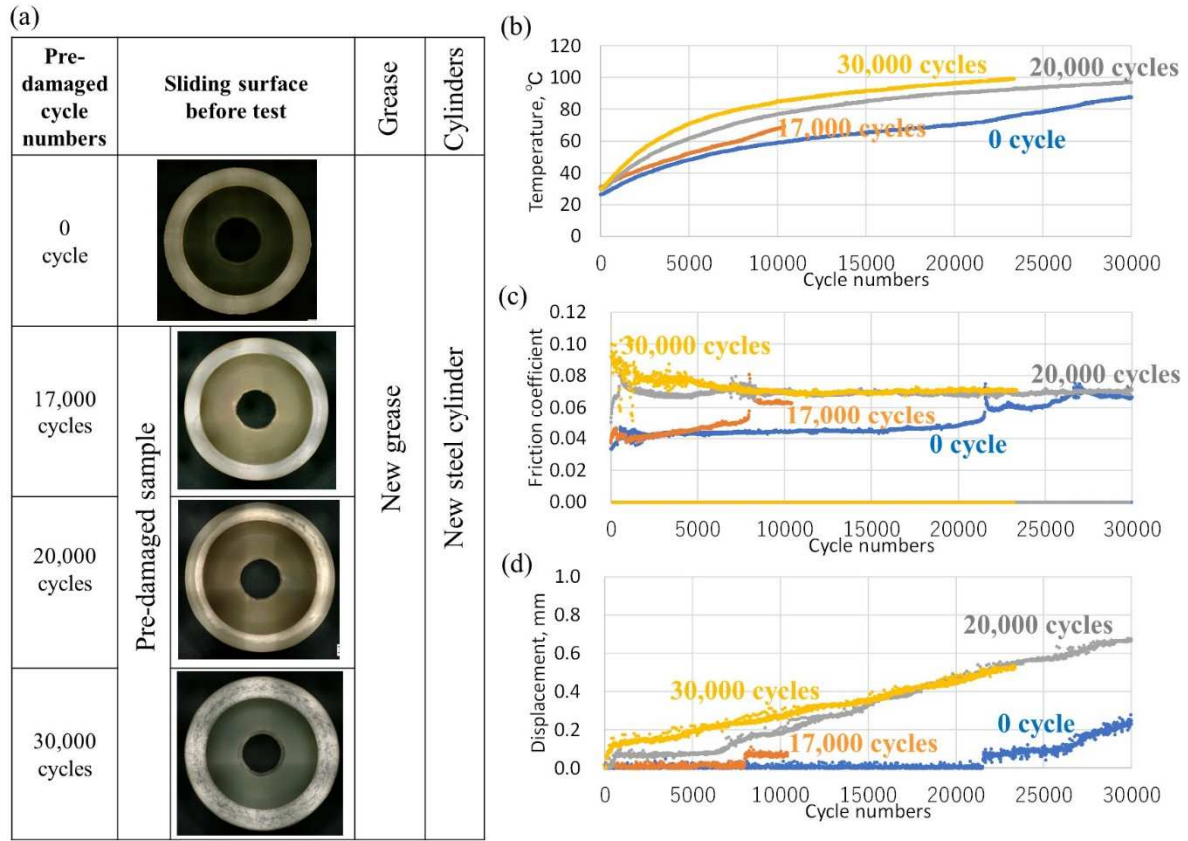 (a)
Pre-
damaged
cycle
numbers
Sliding surface
before test
Grease
Cylinders
0
cycle
17,000
cycles
20,000
cycles
30,000
cycles
Pre-damaged sample
New grease
New steel cylinder
(b)
Temperature, °C
120
100
80
60
40
20
0
30,000 cycles
20,000 cycles
17,000 cycles
0 cycle
0 5000 10000 15000 20000 25000 30000
Cycle numbers
(c)
Friction coefficient
0.12
0.10
0.08
0.06
0.04
0.02
0.00
30,000 cycles
20,000 cycles
17,000 cycles
0 cycle
0 5000 10000 15000 20000 25000 30000
Cycle numbers
(d)
Displacement, mm
1.0
0.8
0.6
0.4
0.2
0.0
20,000 cycles
30,000 cycles
0 cycle
17,000 cycles
0 5000 10000 15000 20000 25000 30000
Cycle numbers